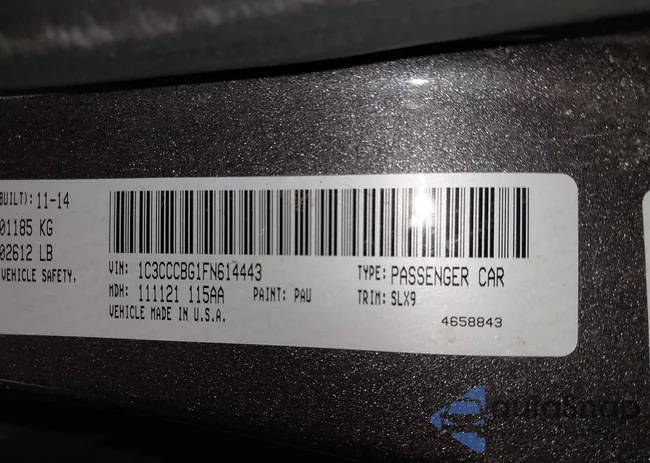 BUILT): 11-14
01185 KG
02612 LB
VEHICLE SAFETY,
VIN: 1C3CCCBG1FN614443
TYPE: PASSENGER CAR
MDH: 111121 115AA
PAINT: PAU
TRIM: SLX9
VEHICLE MADE IN U.S.A.
4658843
autosnap